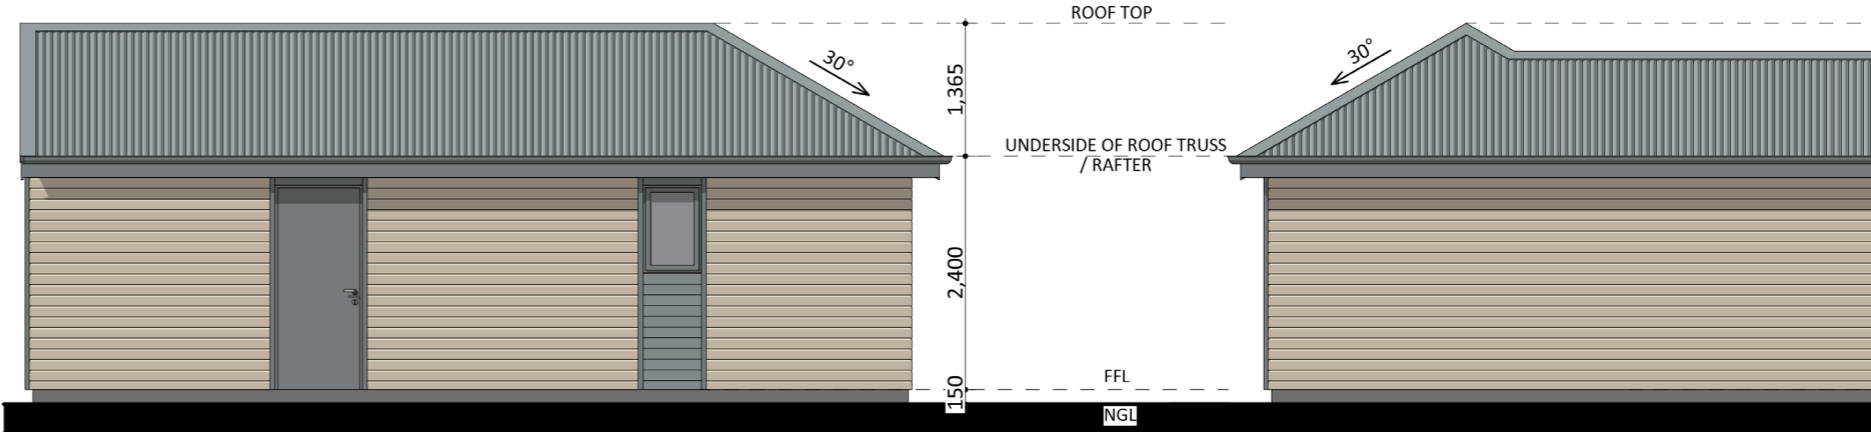 ROOF TOP
30°
30°
1,365
UNDERSIDE OF ROOF TRUSS
/ RAFTER
2,400
FFL
150
NGL